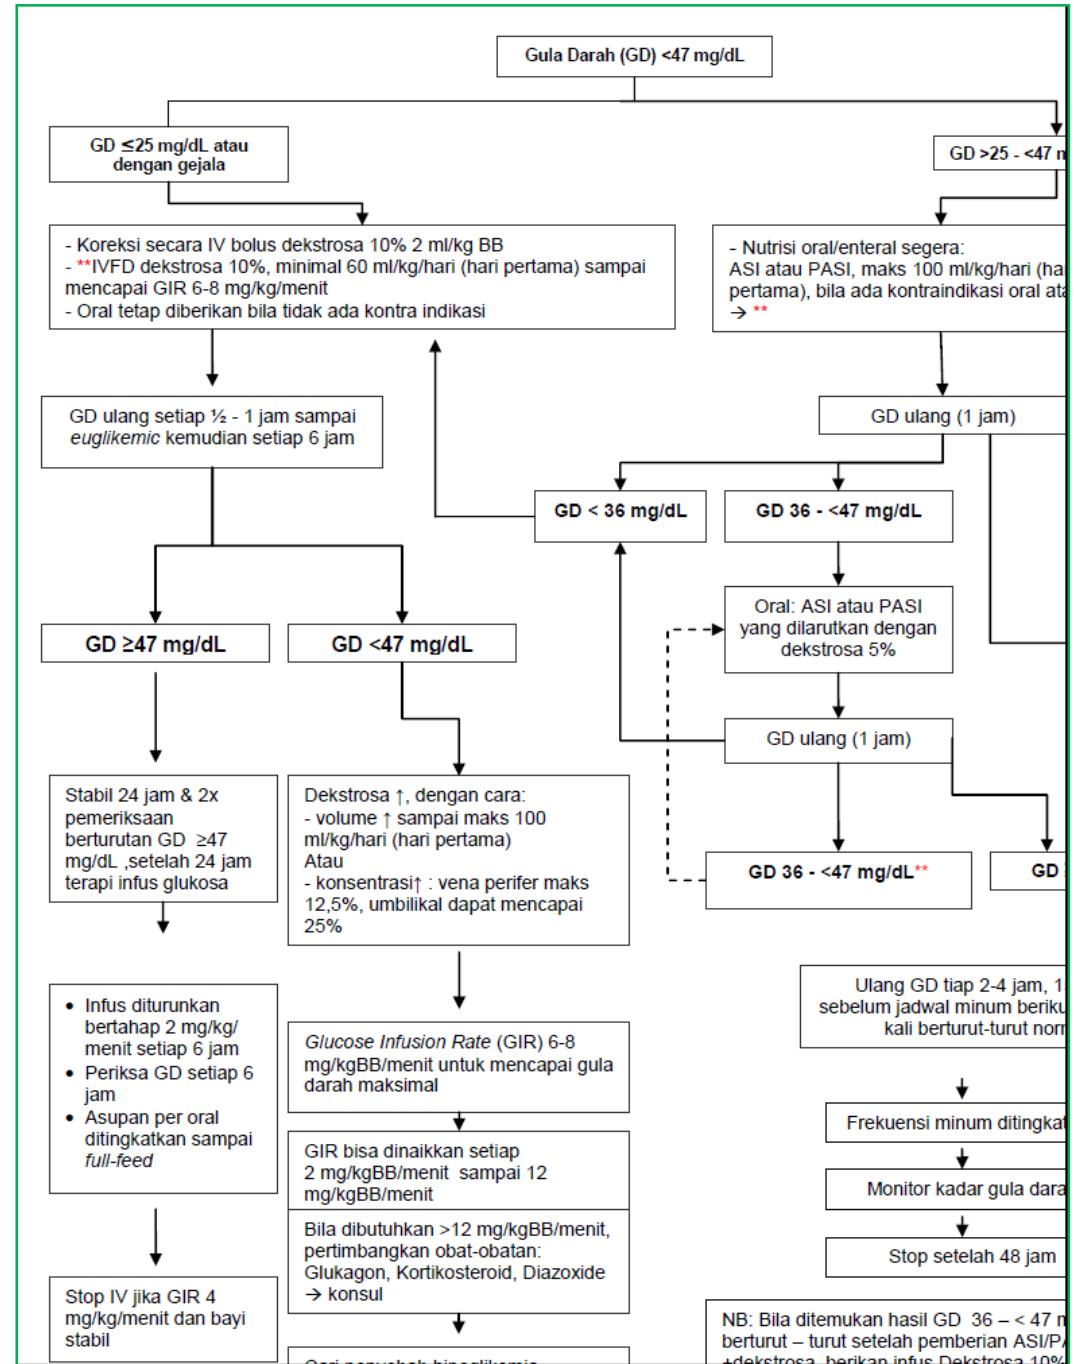 Gula Darah (GD) <47 mg/dL
GD ≤25 mg/dL atau
dengan gejala
GD >25 - <47
- Koreksi secara IV bolus dekstrosa 10% 2 ml/kg BB
- **IVFD dekstrosa 10%, minimal 60 ml/kg/hari (hari pertama) sampai
mencapai GIR 6-8 mg/kg/menit
- Oral tetap diberikan bila tidak ada kontra indikasi
- Nutrisi oral/enteral segera:
ASI atau PASI, maks 100 ml/kg/hari
pertama), bila ada kontraindikasi oral
→ **
GD ulang setiap ½ - 1 jam sampai
euglikemic kemudian setiap 6 jam
GD ulang (1 jam)
GD < 36 mg/dL
GD 36 - <47 mg/dL
Oral: ASI atau PASI
yang dilarutkan dengan
dekstrosa 5%
GD ≥47 mg/dL
GD <47 mg/dL
GD ulang (1 jam)
Stabil 24 jam & 2x
pemeriksaan
berturutan GD ≥47
mg/dL ,setelah 24 jam
terapi infus glukosa
Dekstrosa ↑, dengan cara:
- volume ↑ sampai maks 100
ml/kg/hari (hari pertama)
Atau
- konsentrasi↑ : vena perifer maks
12,5%, umbilikal dapat mencapai
25%
GD 36 - <47 mg/dL**
GD
Ulang GD tiap 2-4 jam,
sebelum jadwal minum
kali berturut-turut
• Infus diturunkan
bertahap 2 mg/kg/
menit setiap 6 jam
• Periksa GD setiap 6
jam
• Asupan per oral
ditingkatkan sampai
full-feed
Glucose Infusion Rate (GIR) 6-8
mg/kgBB/menit untuk mencapai gula
darah maksimal
Frekuensi minum
GIR bisa dinaikkan setiap
2 mg/kgBB/menit sampai 12
mg/kgBB/menit
Monitor kadar gula
Bila dibutuhkan >12 mg/kgBB/menit,
pertimbangkan obat-obatan:
Glukagon, Kortikosteroid, Diazoxide
→ konsul
Stop setelah 48 jam
Stop IV jika GIR 4
mg/kg/menit dan bayi
stabil
NB: Bila ditemukan hasil GD 36 – < 47
berturut – turut setelah pemberian
+dekstrosa, berikan infus Dekstrosa 10%
Cari penyebab hipoglikemia